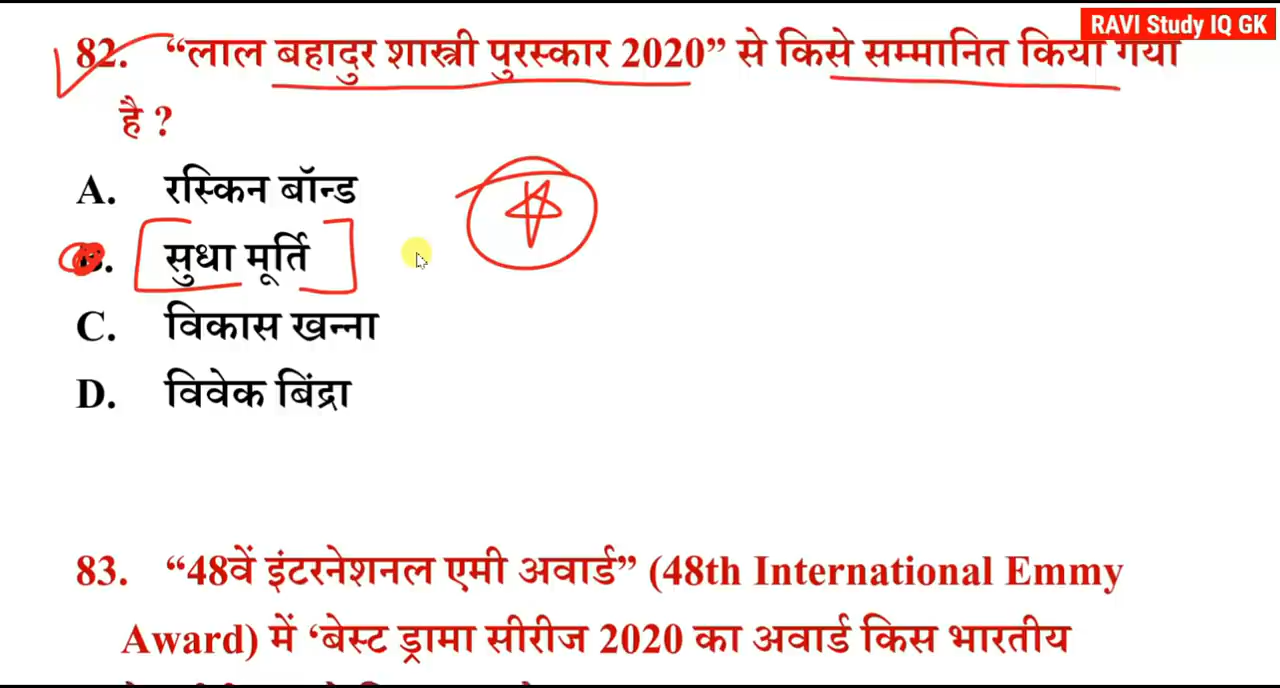 RAVI Study IQ GK
82. “लाल बहादुर शास्त्री पुरस्कार 2020” से किसे सम्मानित किया गया
है ?
A. रस्किन बॉन्ड
B. सुधा मूर्ति
C. विकास खन्ना
D. विवेक बिंद्रा
83. “48वें इंटरनेशनल एमी अवार्ड” (48th International Emmy
Award) में ‘बेस्ट ड्रामा सीरीज 2020 का अवार्ड किस भारतीय